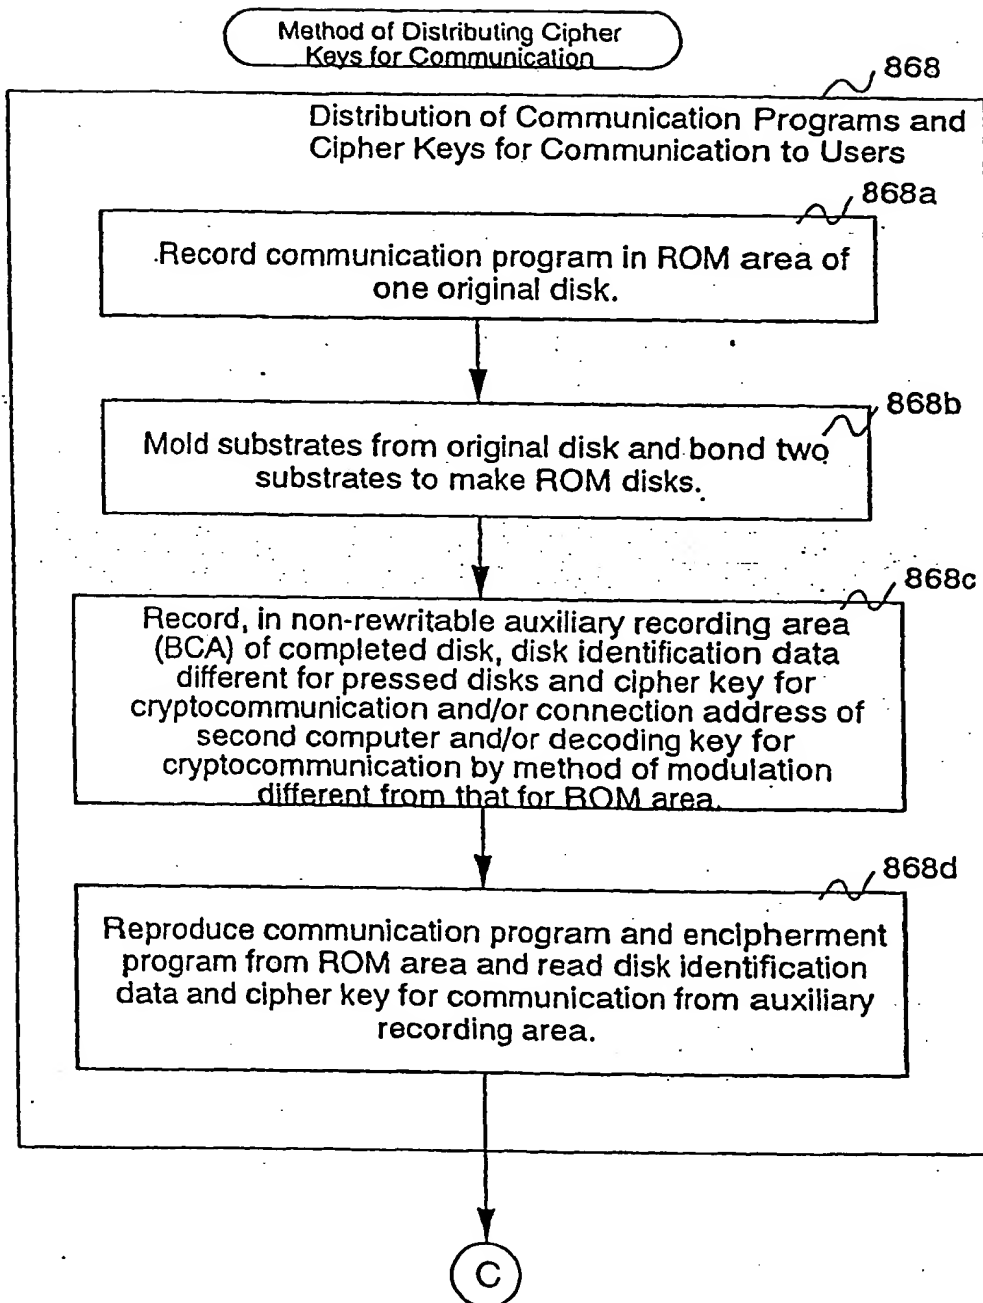 Method of Distributing Cipher
Keys for Communication
868
Distribution of Communication Programs and
Cipher Keys for Communication to Users
868a
Record communication program in ROM area of
one original disk.
868b
Mold substrates from original disk and bond two
substrates to make ROM disks.
868c
Record, in non-rewritable auxiliary recording area
(BCA) of completed disk, disk identification data
different for pressed disks and cipher key for
cryptocommunication and/or connection address of
second computer and/or decoding key for
cryptocommunication by method of modulation
different from that for ROM area.
868d
Reproduce communication program and encipherment
program from ROM area and read disk identification
data and cipher key for communication from auxiliary
recording area.
C